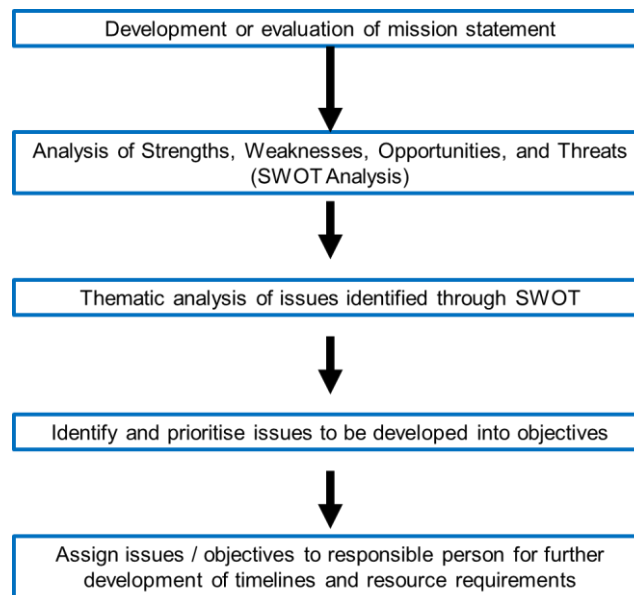 Development or evaluation of mission statement
Analysis of Strengths, Weaknesses, Opportunities, and Threats
(SWOT Analysis)
Thematic analysis of issues identified through SWOT
Identify and prioritise issues to be developed into objectives
Assign issues / objectives to responsible person for further
development of timelines and resource requirements